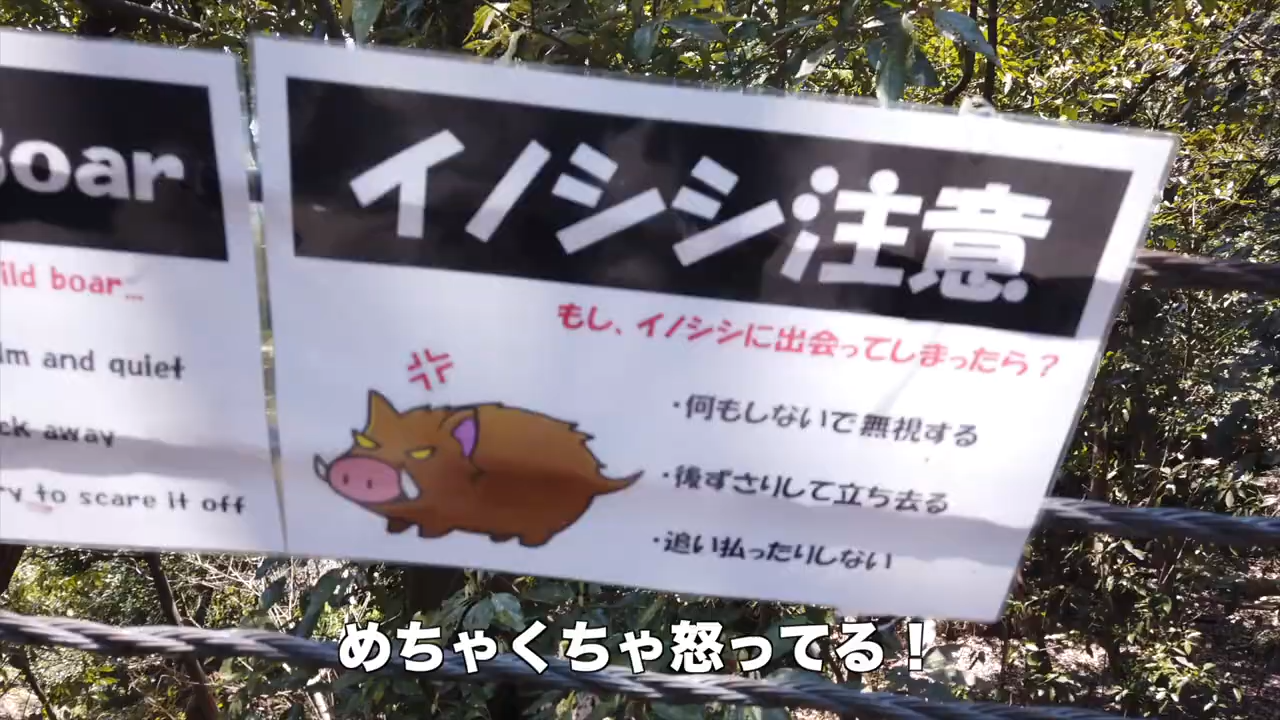 Boar
ild boar...
lm and quiet
ck away
ry to scare it off
イノシシ注意
もし、イノシシに出会ってしまったら？
・何もしないで無視する
・後ずさりして立ち去る
・追い払ったりしない
めちゃくちゃ怒ってる！